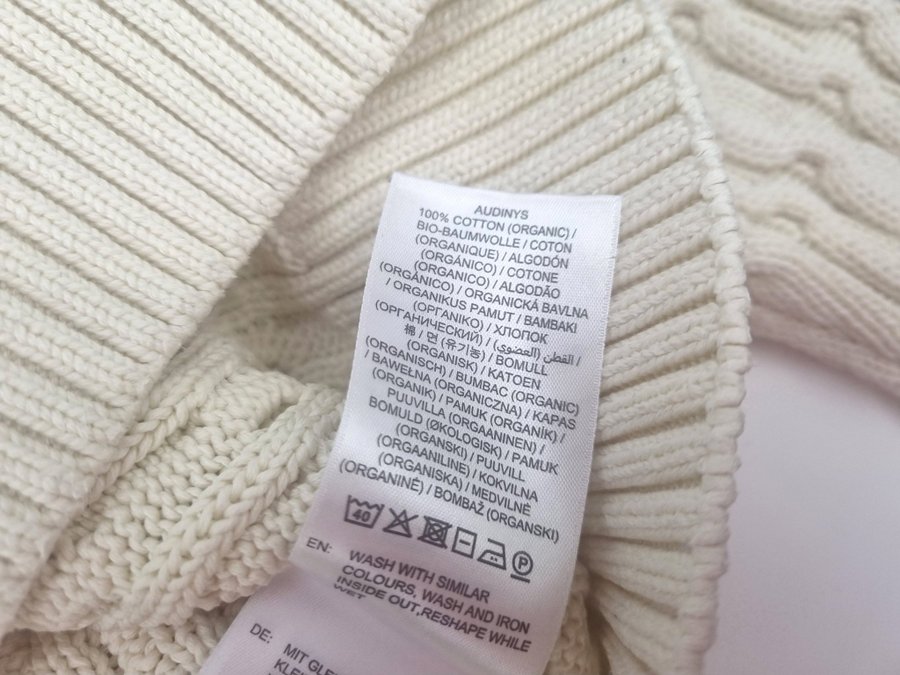 AUDINYS
100% COTTON (ORGANIC) /
BIO-BAUMWOLLE / COTON
(ORGANIQUE) / ALGODÓN
(ORGÁNICO) / COTONE
(ORGANICO) / ALGODÃO
(ORGÂNICO) / ORGANICKÁ BAVLNA
/ ORGANIKUS PAMUT / BAMBAKI
(ΟΡΓΑΝΙΚΟ) / ХЛОПОК
(ОРГАНИЧЕСКИЙ) / القطن (العضوي) /
棉 / 면 (유기농) / BOMULL
(ORGANISK) / KATOEN
(ORGANISCH) / BUMBAC (ORGANIC)
/ BAWEŁNA (ORGANICZNA) / KAPAS
(ORGANIK) / PAMUK (ORGANİK) /
PUUVILLA (ORGAANINEN) /
BOMULD (ØKOLOGISK) / PAMUK
(ORGANSKI) / PUUVILL
(ORGAANILINE) / KOKVILNA
(ORGANISKA) / MEDVILNĖ
(ORGANINĖ) / BOMBAŽ (ORGANSKI)
40 P
EN: WASH WITH SIMILAR
COLOURS, WASH AND IRON
INSIDE OUT,RESHAPE WHILE
WET
DE: MIT